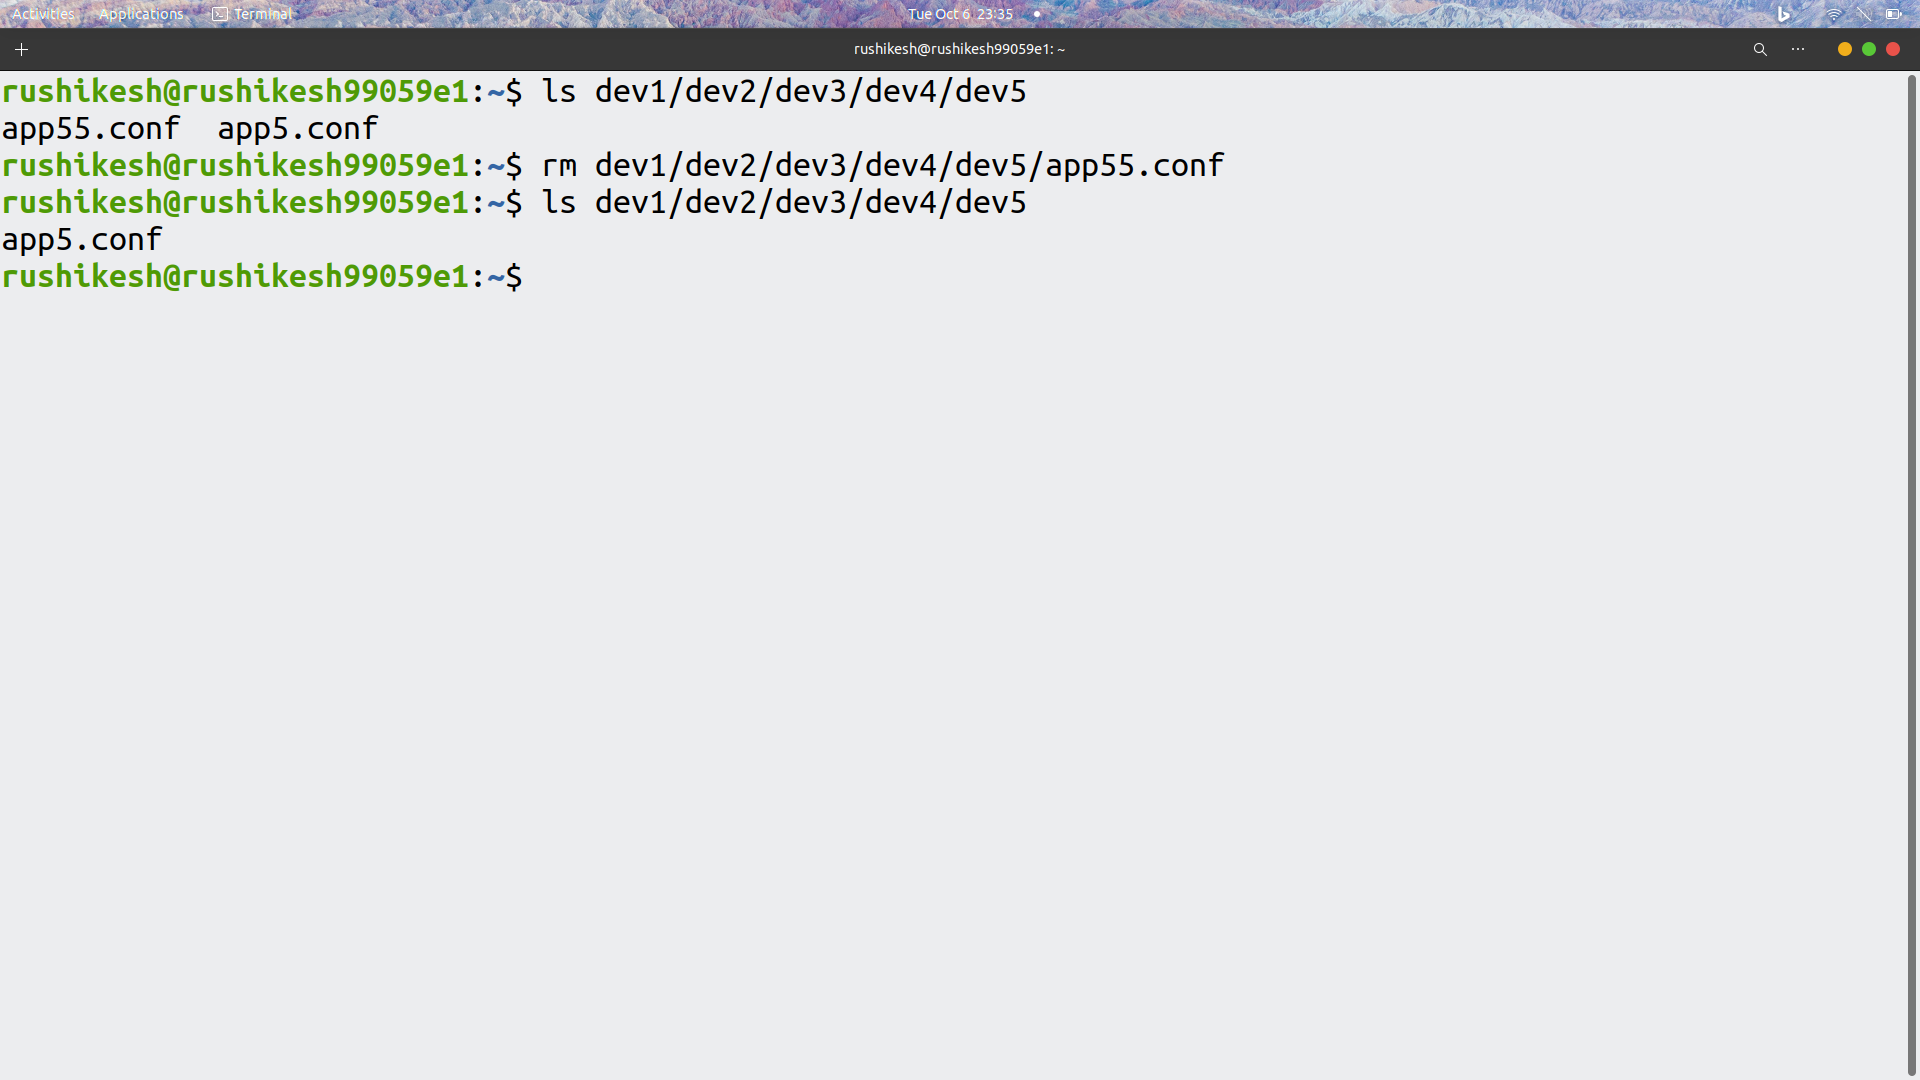 Activities Applications Terminal Tue Oct 6 23:35
rushikesh@rushikesh99059e1: ~
rushikesh@rushikesh99059e1:~$ ls dev1/dev2/dev3/dev4/dev5
app55.conf  app5.conf
rushikesh@rushikesh99059e1:~$ rm dev1/dev2/dev3/dev4/dev5/app55.conf
rushikesh@rushikesh99059e1:~$ ls dev1/dev2/dev3/dev4/dev5
app5.conf
rushikesh@rushikesh99059e1:~$